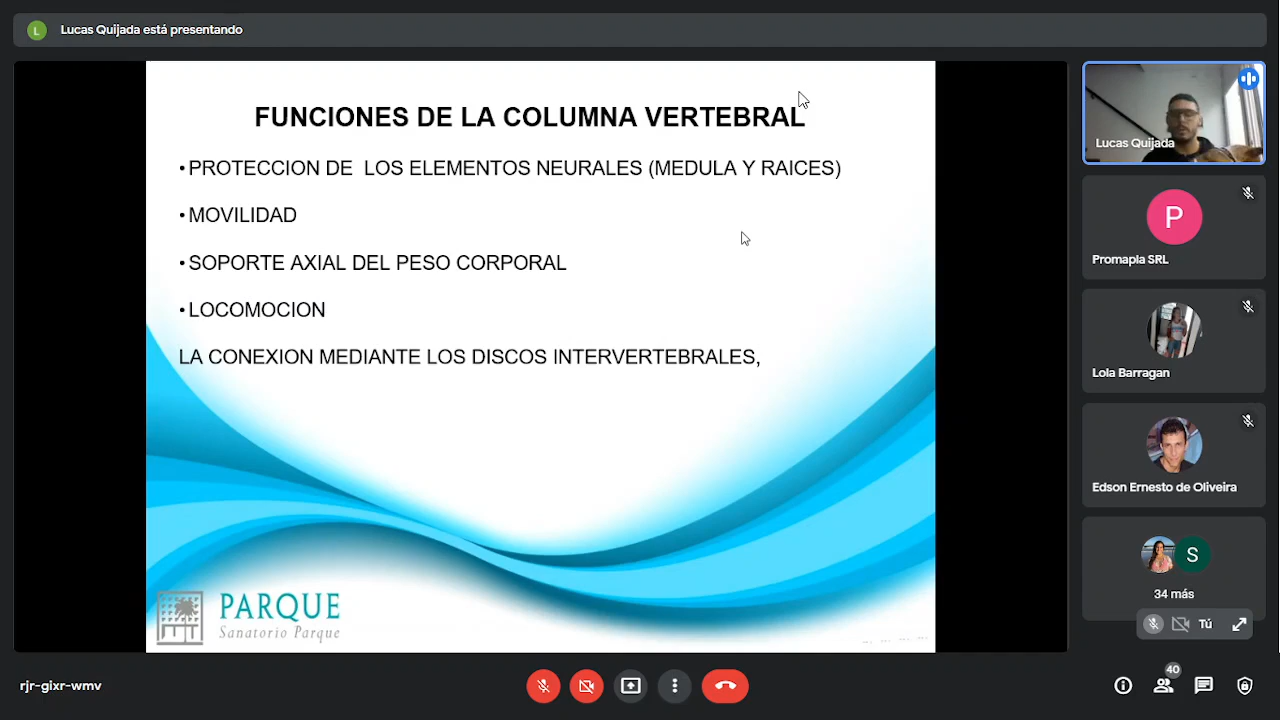 L
Lucas Quijada está presentando
FUNCIONES DE LA COLUMNA VERTEBRAL
• PROTECCION DE LOS ELEMENTOS NEURALES (MEDULA Y RAICES)
• MOVILIDAD
• SOPORTE AXIAL DEL PESO CORPORAL
• LOCOMOCION
LA CONEXION MEDIANTE LOS DISCOS INTERVERTEBRALES,
PARQUE
Sanatorio Parque
Lucas Quijada
P
Promapla SRL
Lola Barragan
Edson Ernesto de Oliveira
S
34 más
Tú
rjr-gixr-wmv
40